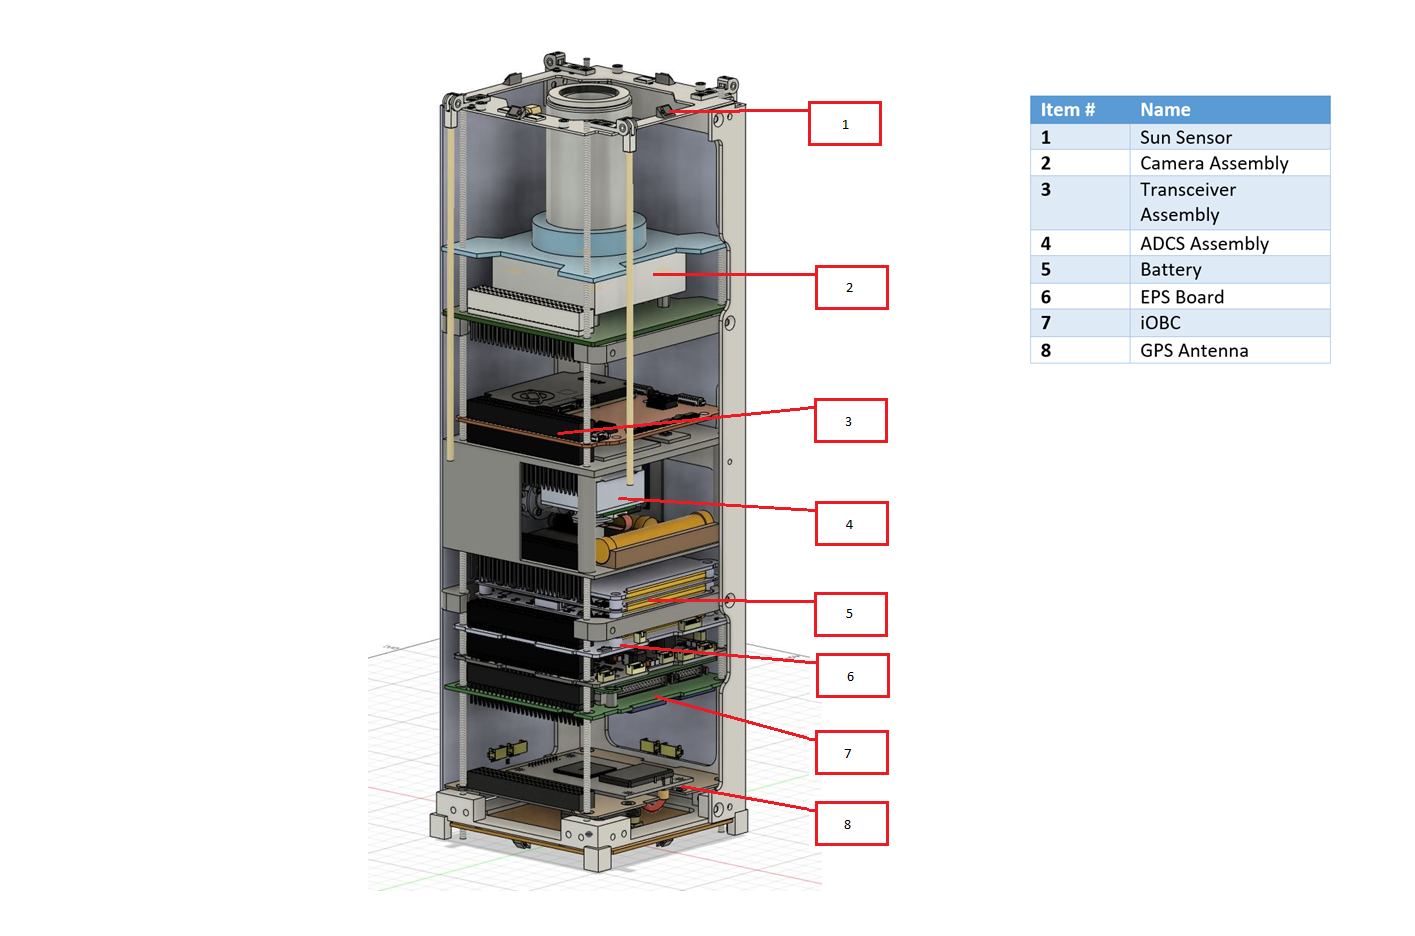 1
2
3
4
5
6
7
8
Item # Name
1 Sun Sensor
2 Camera Assembly
3 Transceiver
Assembly
4 ADCS Assembly
5 Battery
6 EPS Board
7 iOBC
8 GPS Antenna